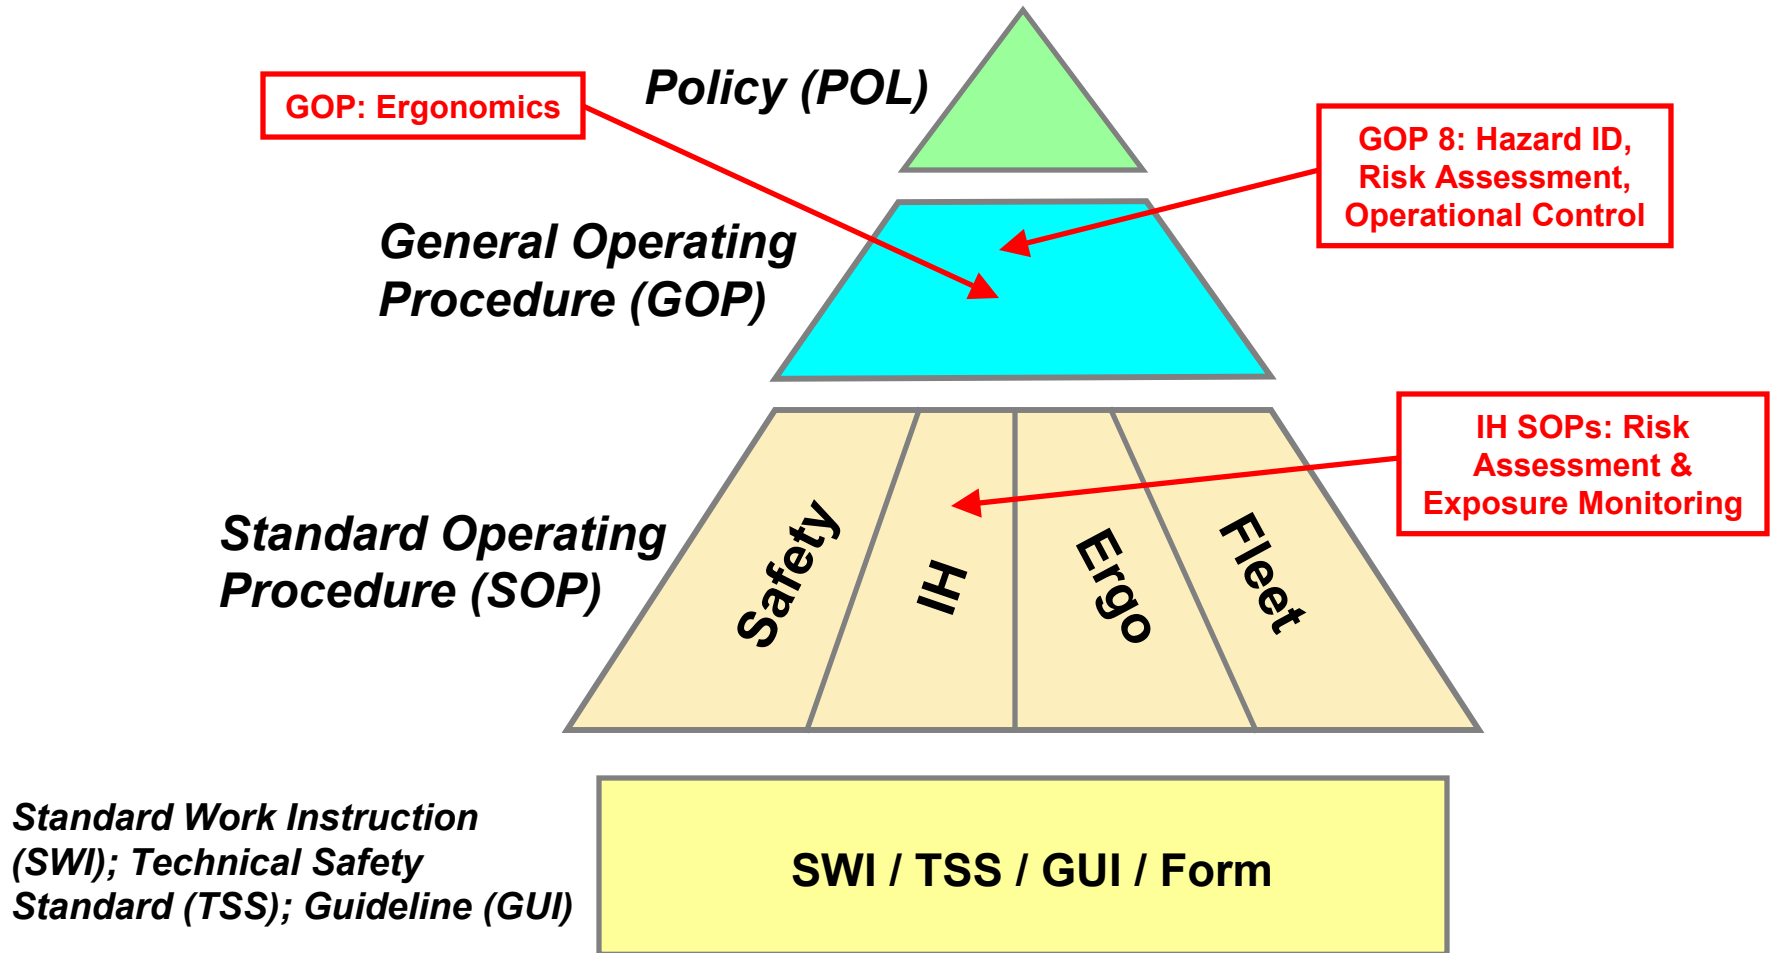 Policy (POL)
GOP: Ergonomics
GOP 8: Hazard ID,
Risk Assessment,
Operational Control
General Operating
Procedure (GOP)
IH SOPs: Risk
Assessment &
Exposure Monitoring
Standard Operating
Procedure (SOP)
Safety
IH
Ergo
Fleet
Standard Work Instruction
(SWI); Technical Safety
Standard (TSS); Guideline (GUI)
SWI / TSS / GUI / Form